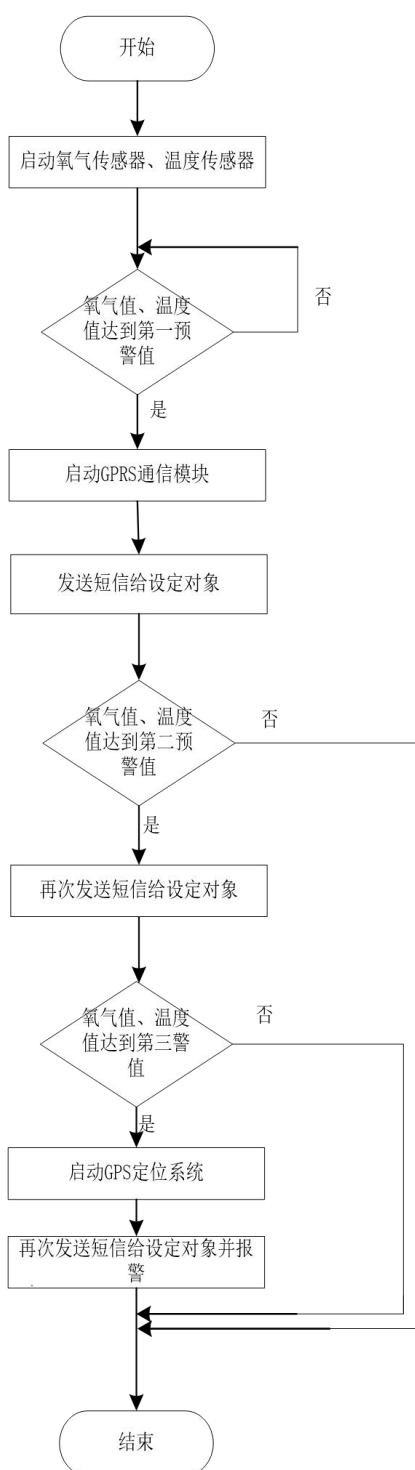 开始
启动氧气传感器、温度传感器
氧气值、温度
值达到第一预
警值
否
是
启动GPRS通信模块
发送短信给设定对象
氧气值、温度
值达到第二预
警值
否
是
再次发送短信给设定对象
氧气值、温度
值达到第三警
值
否
是
启动GPS定位系统
再次发送短信给设定对象并报
警
结束